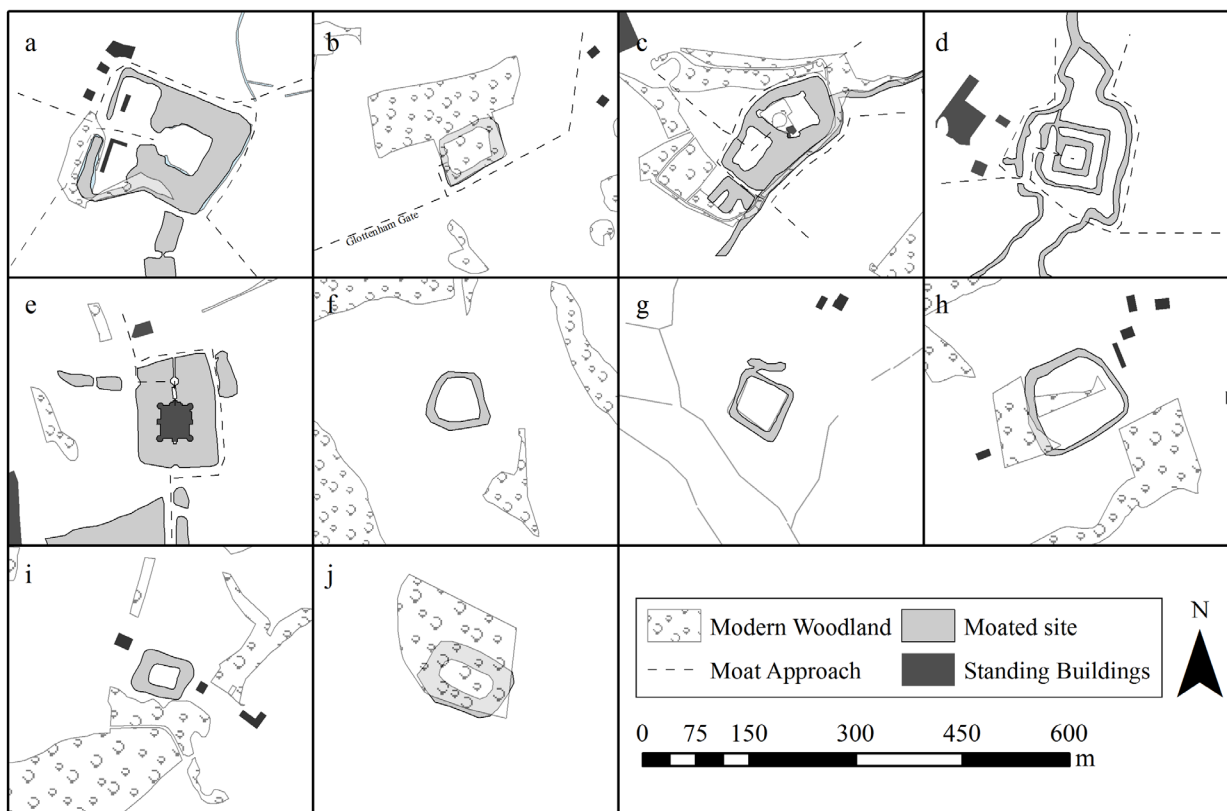 a
b
c
d
Glottenham Gate
e
f
g
h
i
j
Modern Woodland
Moated site
Moat Approach
Standing Buildings
N
0 75 150 300 450 600
m